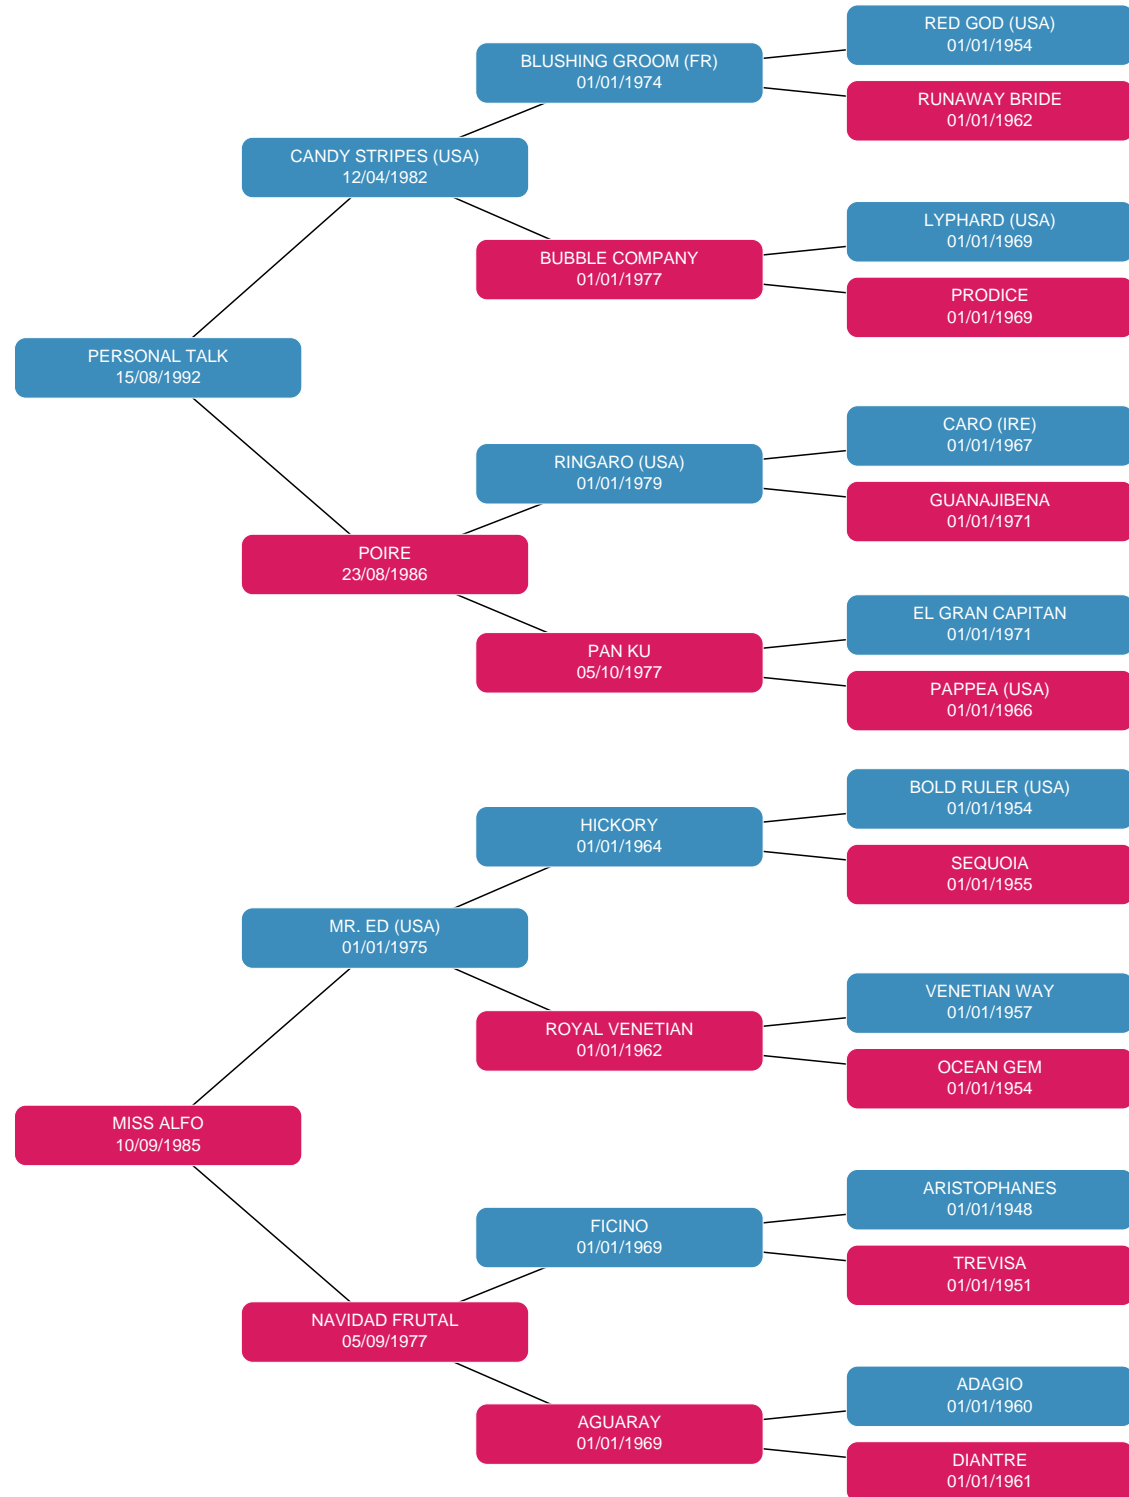 RED GOD (USA)
01/01/1954
BLUSHING GROOM (FR)
01/01/1974
RUNAWAY BRIDE
01/01/1962
CANDY STRIPES (USA)
12/04/1982
LYPHARD (USA)
01/01/1969
BUBBLE COMPANY
01/01/1977
PRODICE
01/01/1969
PERSONAL TALK
15/08/1992
CARO (IRE)
01/01/1967
RINGARO (USA)
01/01/1979
GUANAJIBENA
01/01/1971
POIRE
23/08/1986
EL GRAN CAPITAN
01/01/1971
PAN KU
05/10/1977
PAPPEA (USA)
01/01/1966
BOLD RULER (USA)
01/01/1954
HICKORY
01/01/1964
SEQUOIA
01/01/1955
MR. ED (USA)
01/01/1975
VENETIAN WAY
01/01/1957
ROYAL VENETIAN
01/01/1962
OCEAN GEM
01/01/1954
MISS ALFO
10/09/1985
ARISTOPHANES
01/01/1948
FICINO
01/01/1969
TREVISA
01/01/1951
NAVIDAD FRUTAL
05/09/1977
ADAGIO
01/01/1960
AGUARAY
01/01/1969
DIANTRE
01/01/1961